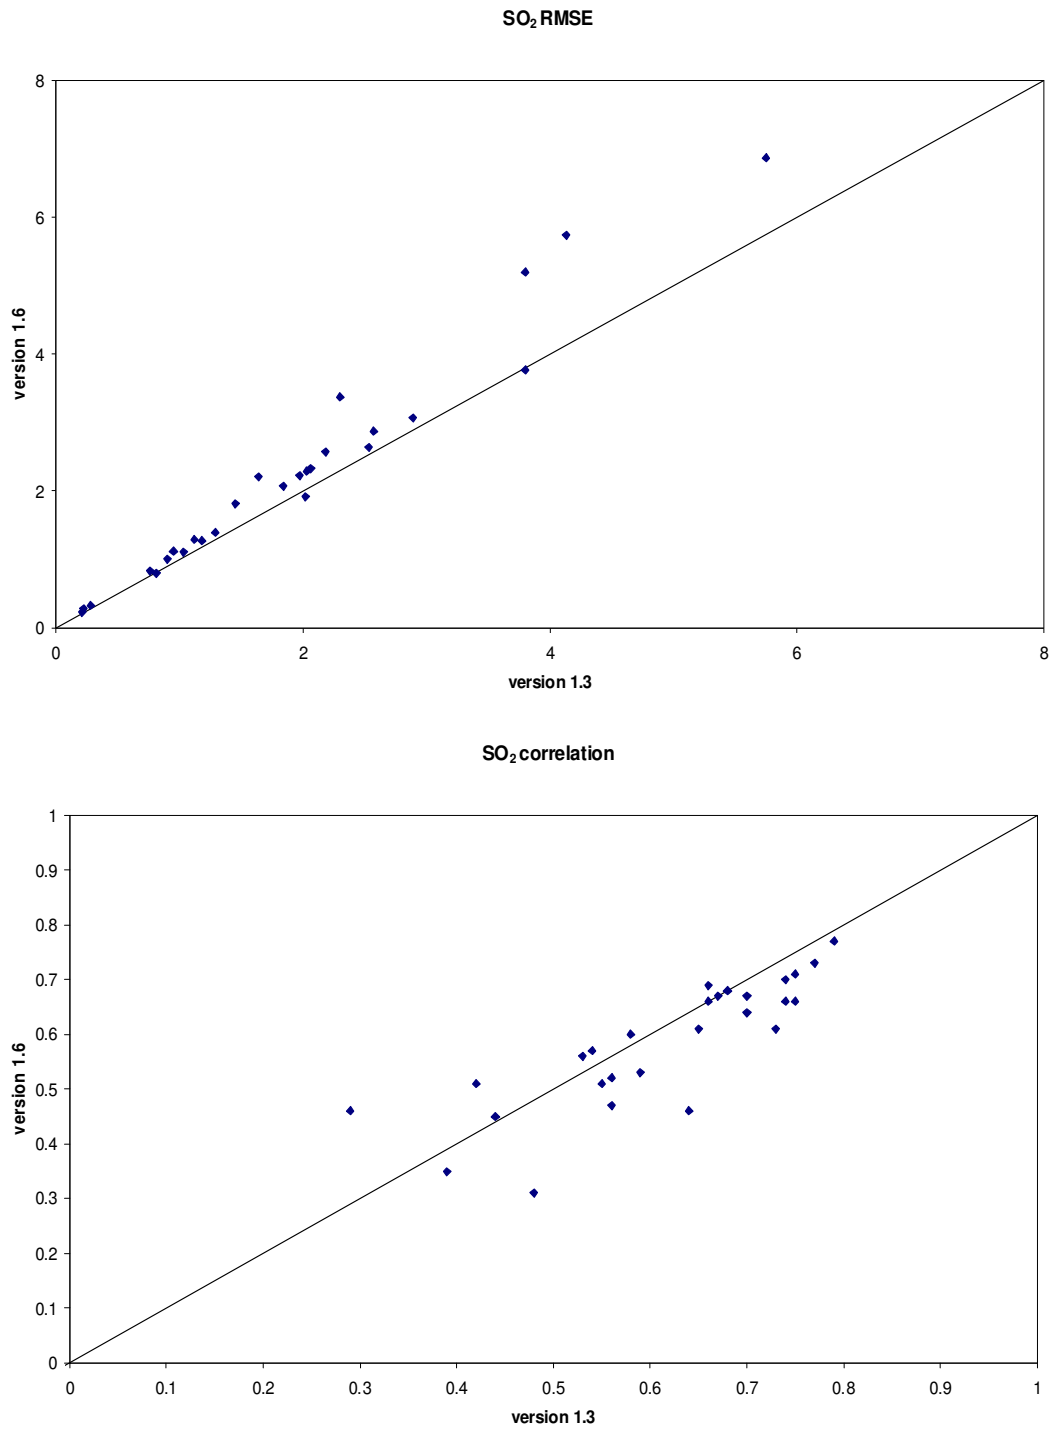 SO₂ RMSE
8
6
4
2
0
version 1.6
0 2 4 6 8
version 1.3
SO₂ correlation
1
0.9
0.8
0.7
0.6
0.5
0.4
0.3
0.2
0.1
0
version 1.6
0 0.1 0.2 0.3 0.4 0.5 0.6 0.7 0.8 0.9 1
version 1.3